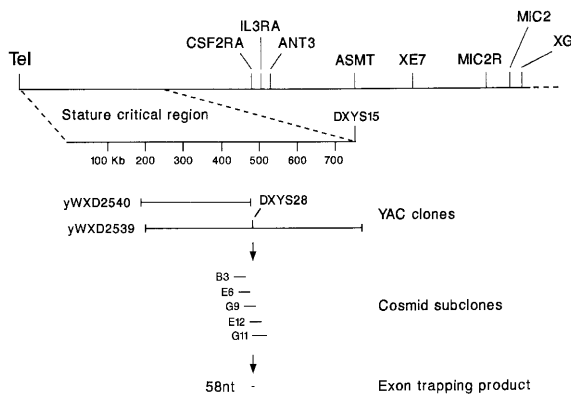 MIC2
IL3RA
CSF2RA ANT3 XG
Tel ASMT XE7 MIC2R
Stature critical region
DXYS15
100 Kb 200 300 400 500 600 700
yWXD2540 DXYS28 YAC clones
yWXD2539
B3
E6
G9 Cosmid subclones
E12
G11
58nt Exon trapping product